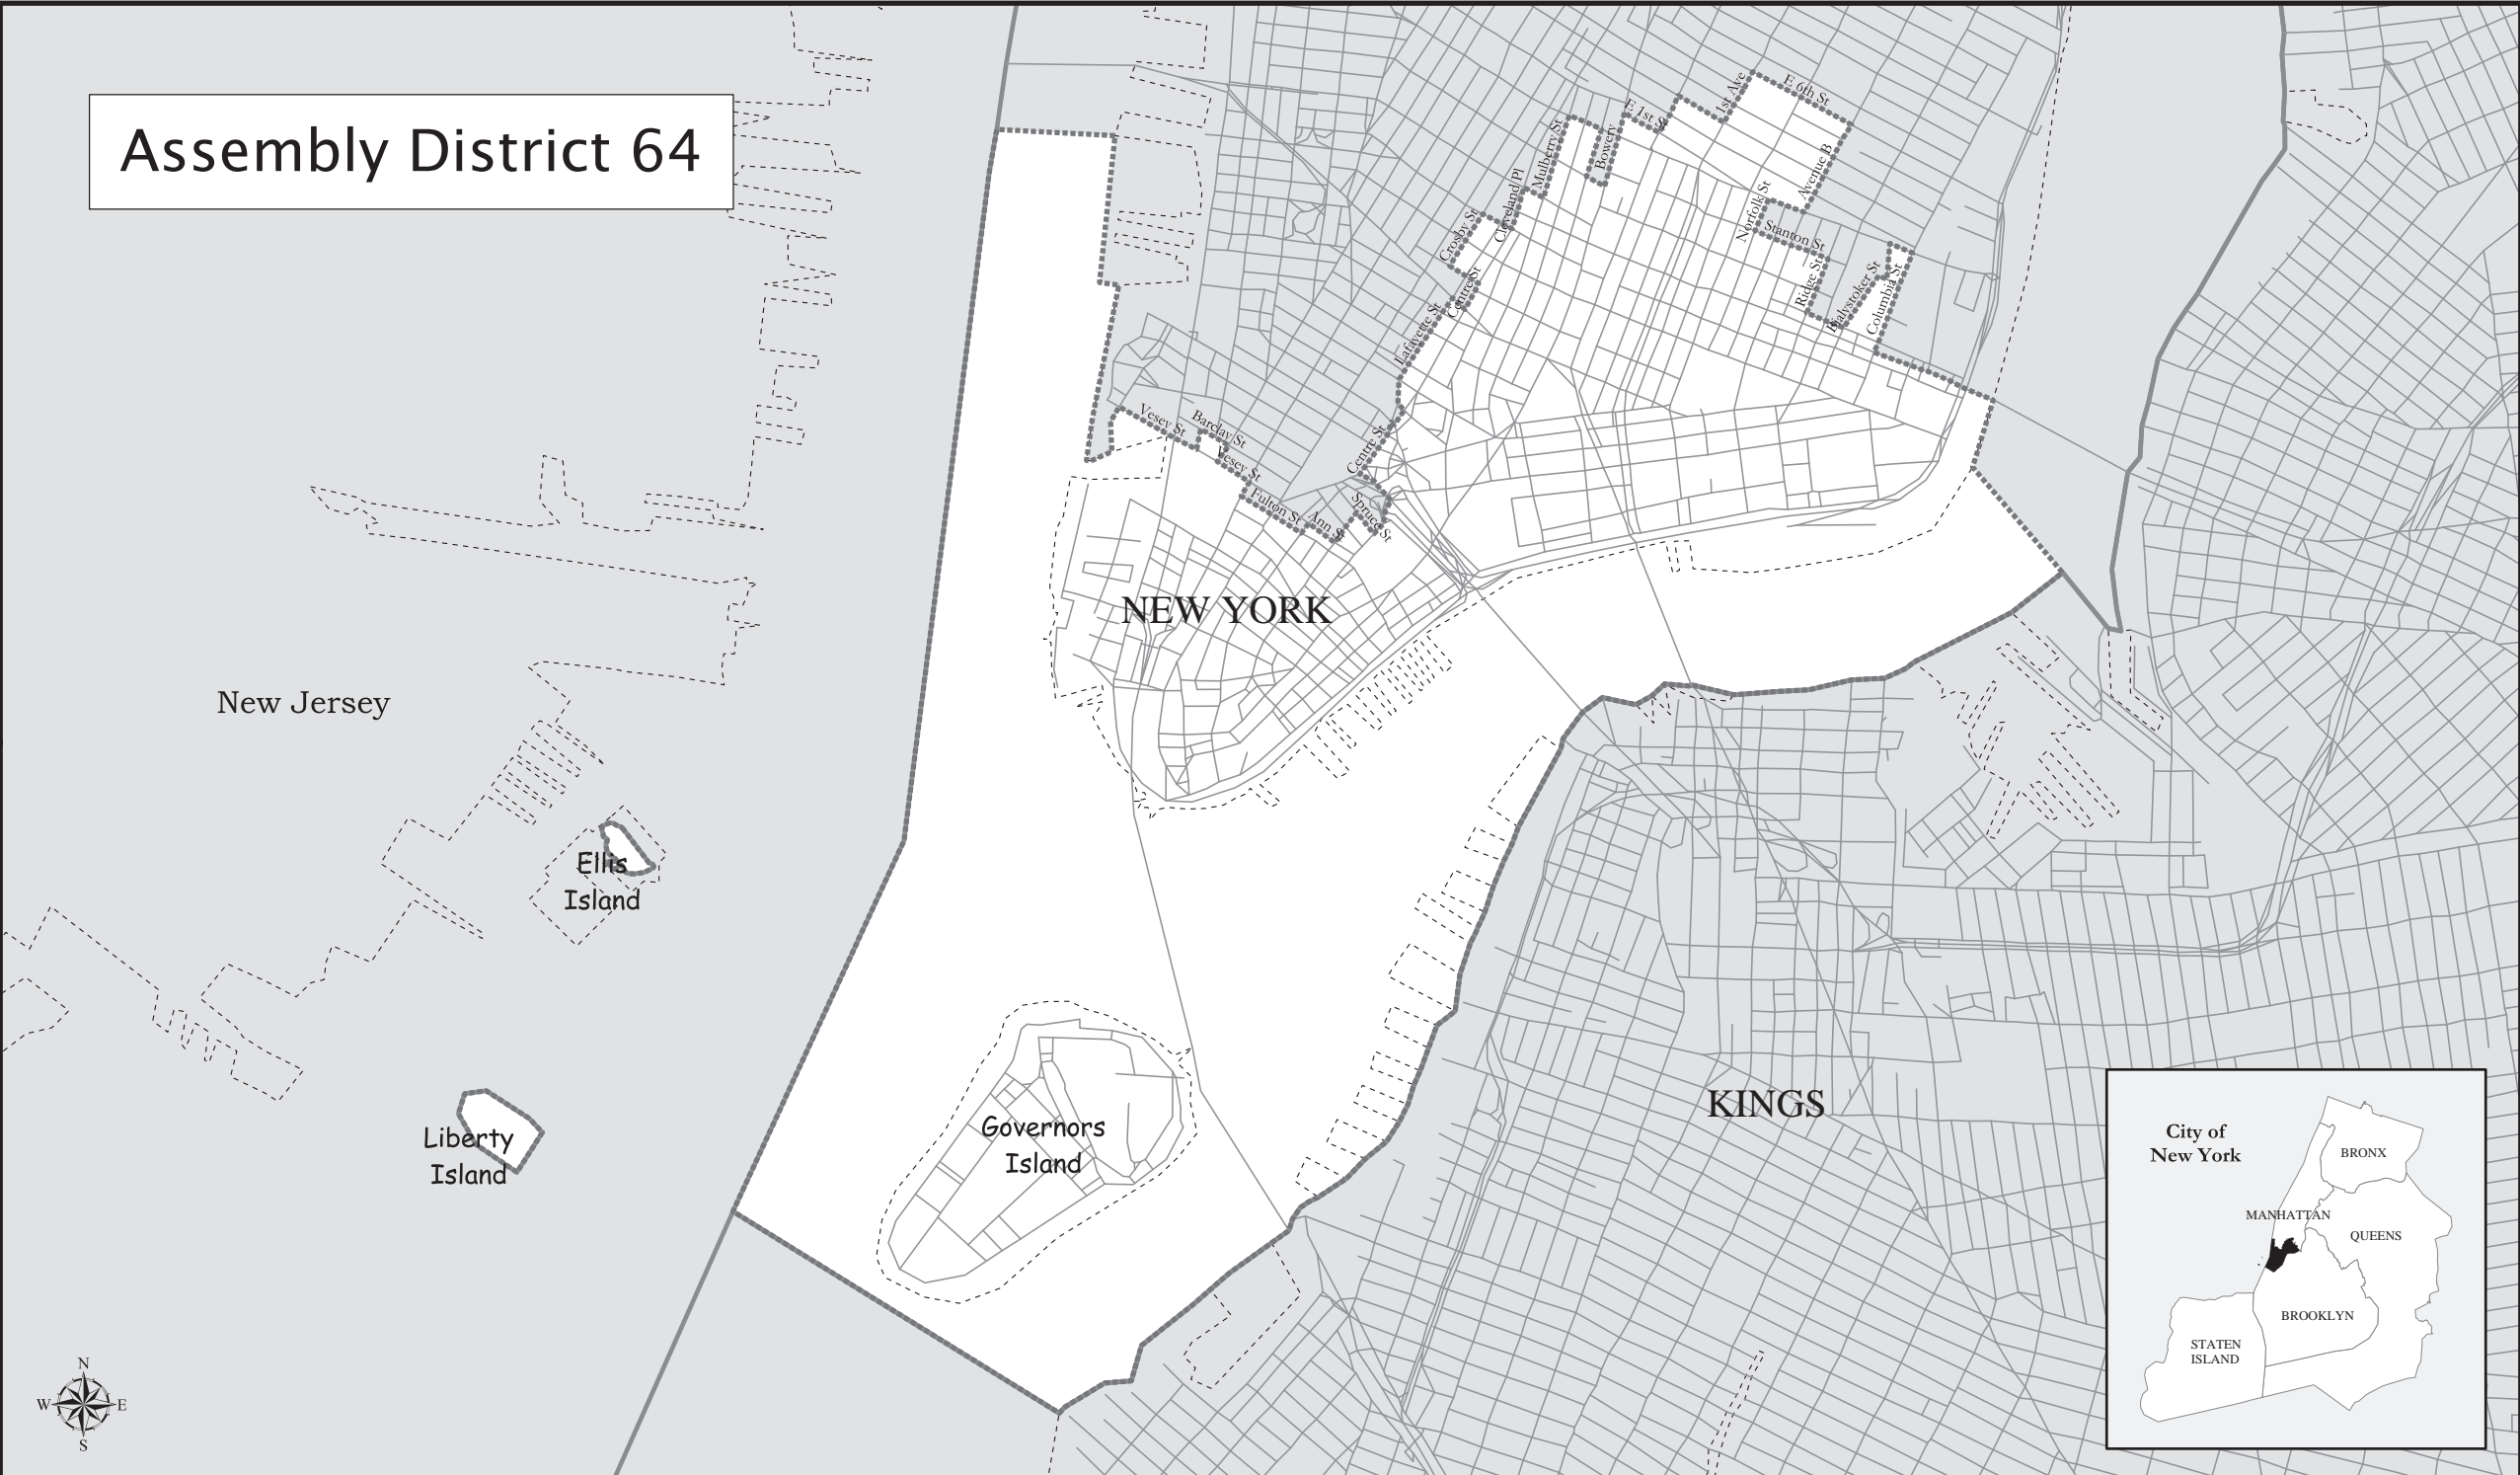 Assembly District 64
E 6th St
1st Ave
E 1st St
Bowery
Mulberry St
Cleveland Pl
Crosby St
Centre St
Lafayette St
Avenue B
Norfolk St
Stanton St
Ridge St
Bialystoker St
Columbia St
Vesey St
Barclay St
Vesey St
Centre St
Fulton St
Ann St
Spruce St
NEW YORK
New Jersey
Ellis
Island
Liberty
Island
Governors
Island
KINGS
City of
New York
BRONX
MANHATTAN
QUEENS
BROOKLYN
STATEN
ISLAND
N
W E
S